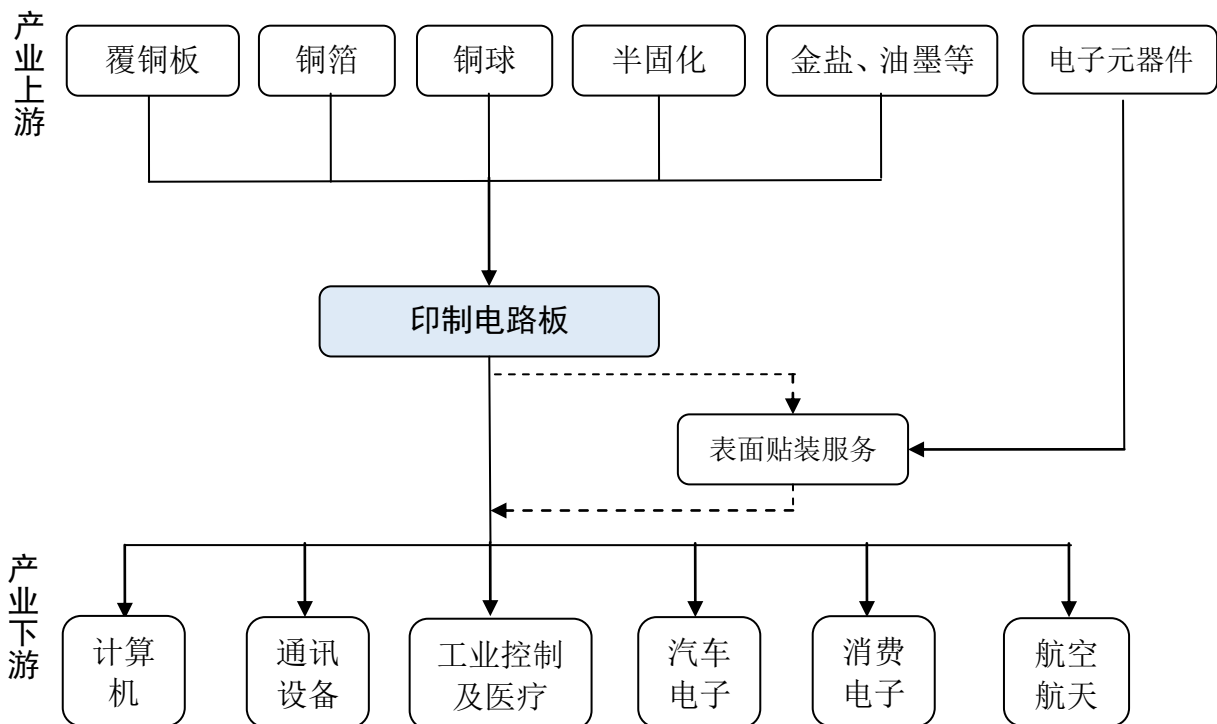 产业上游
覆铜板
铜箔
铜球
半固化
金盐、油墨等
电子元器件
印制电路板
表面贴装服务
产业下游
计算
机
通讯
设备
工业控制
及医疗
汽车
电子
消费
电子
航空
航天